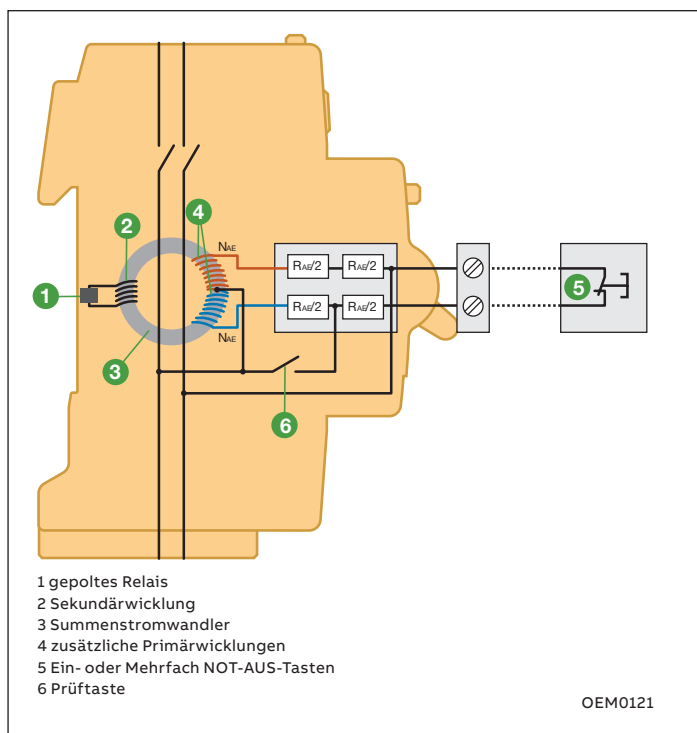 2
4
NAE
RAE/2
RAE/2
1
5
RAE/2
RAE/2
3
NAE
6
1 gepoltes Relais
2 Sekundärwicklung
3 Summenstromwandler
4 zusätzliche Primärwicklungen
5 Ein- oder Mehrfach NOT-AUS-Tasten
6 Prüftaste
OEM0121